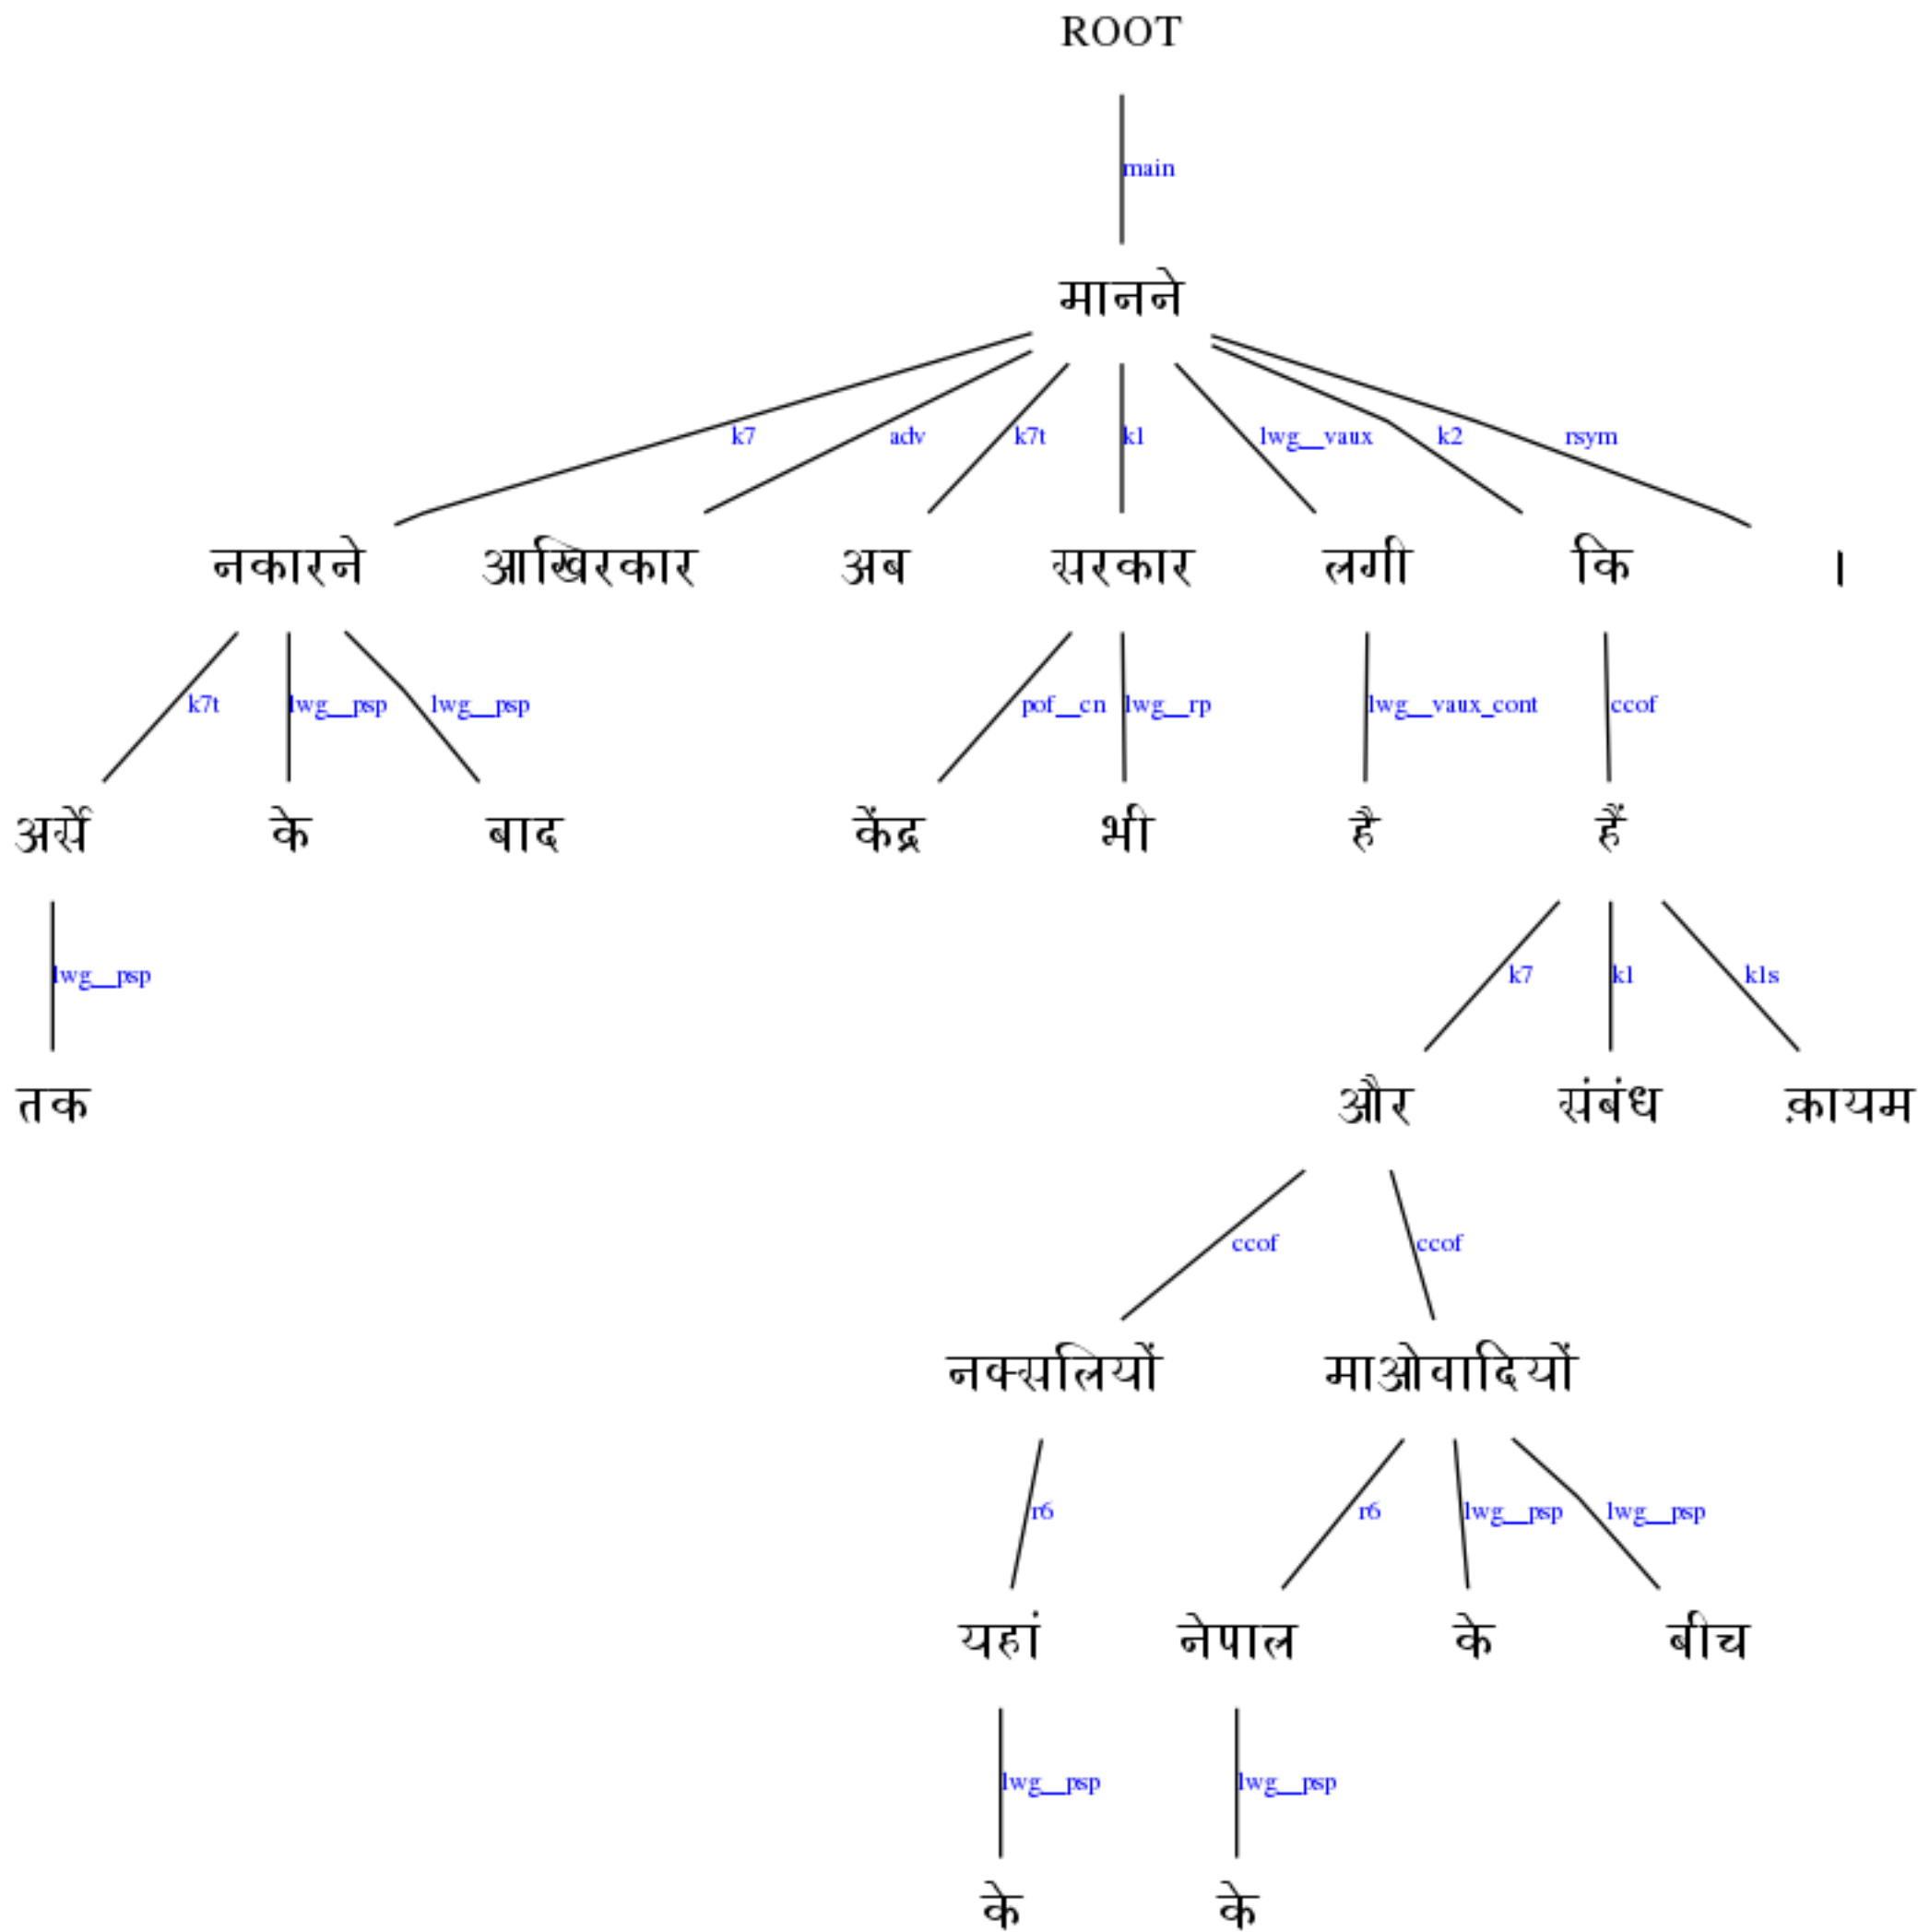 ROOT
main
मानने
k7 adv k7t k1 lwg__vaux k2 rsym
नकारने आखिरकार अब सरकार लगी कि ।
k7t lwg__psp lwg__psp pof__cn lwg__rp lwg__vaux_cont ccof
अर्से के बाद केंद्र भी है हैं
lwg__psp k7 k1 k1s
तक और संबंध क़ायम
ccof ccof
नक्सलियों माओवादियों
r6 r6 lwg__psp lwg__psp
यहां नेपाल के बीच
lwg__psp lwg__psp
के के